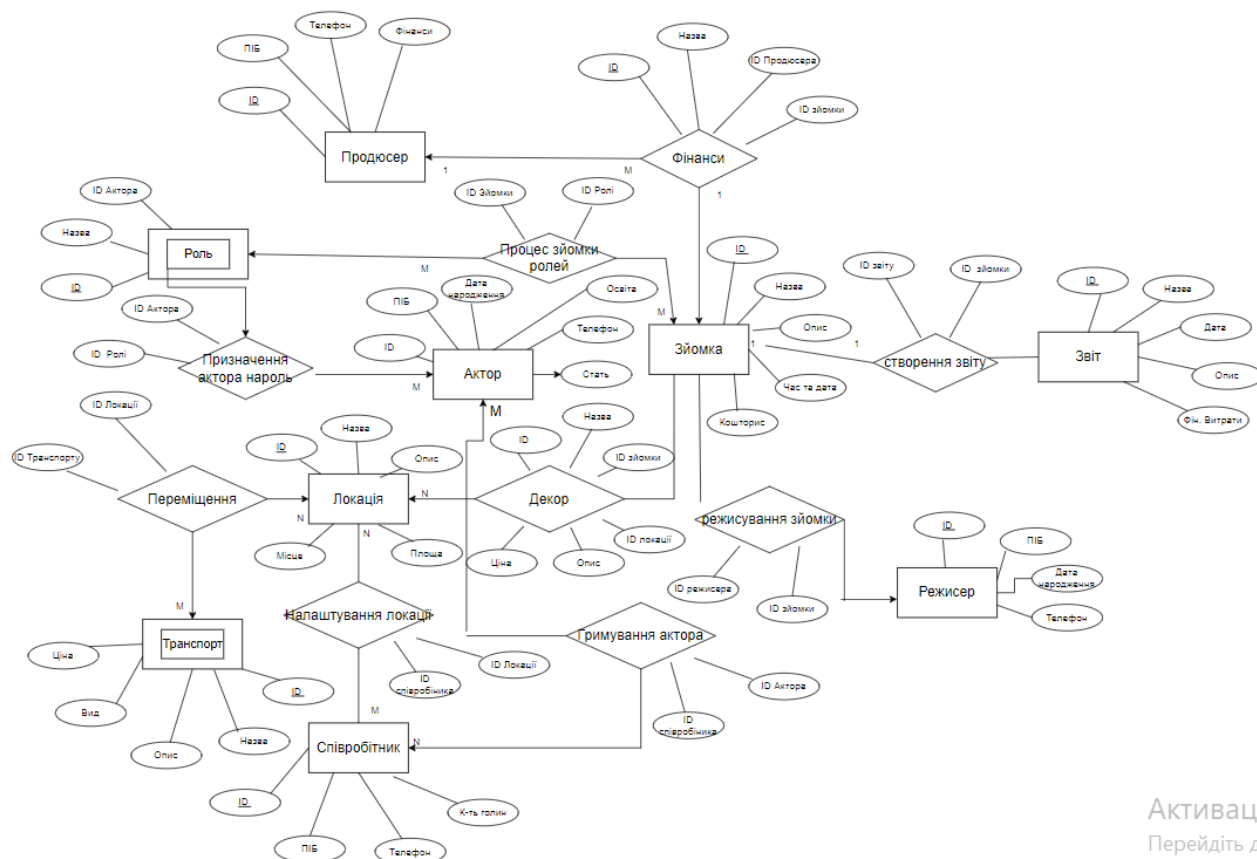 Телефон
Фінанси
ПІБ
ID
Продюсер
1
M
Назва
ID
ID Продюсера
ID зйомки
Фінанси
1
ID Актора
Назва
ID
Роль
M
ID Зйомки
ID Ролі
Процес зйомки
ролей
M
ID Актора
ID Ролі
Призначення
актора нароль
M
Дата
народження
ПІБ
Освіта
ID
Телефон
Актор
Стать
M
ID
Назва
Опис
Зйомка
1
Час та дата
Кошторис
1
ID звіту
ID зйомки
створення звіту
ID
Назва
Дата
Звіт
Опис
Фін. Витрати
ID Локації
ID Транспорту
Переміщення
N
M
Назва
ID
Опис
Локація
N
Місце
Площа
N
ID
Назва
ID зйомки
Декор
ID локації
Ціна
Опис
режисування зйомки
ID режисера
ID зйомки
ID
ПІБ
Дата
народження
Режисер
Телефон
Налаштування локації
ID Локації
ID
співробіника
M
Гримування актора
ID Актора
ID
співробіника
N
Транспорт
Ціна
ID
Вид
Назва
Опис
Співробітник
ID
К-ть голин
ПІБ
Телефон
Активац
Перейдіть д